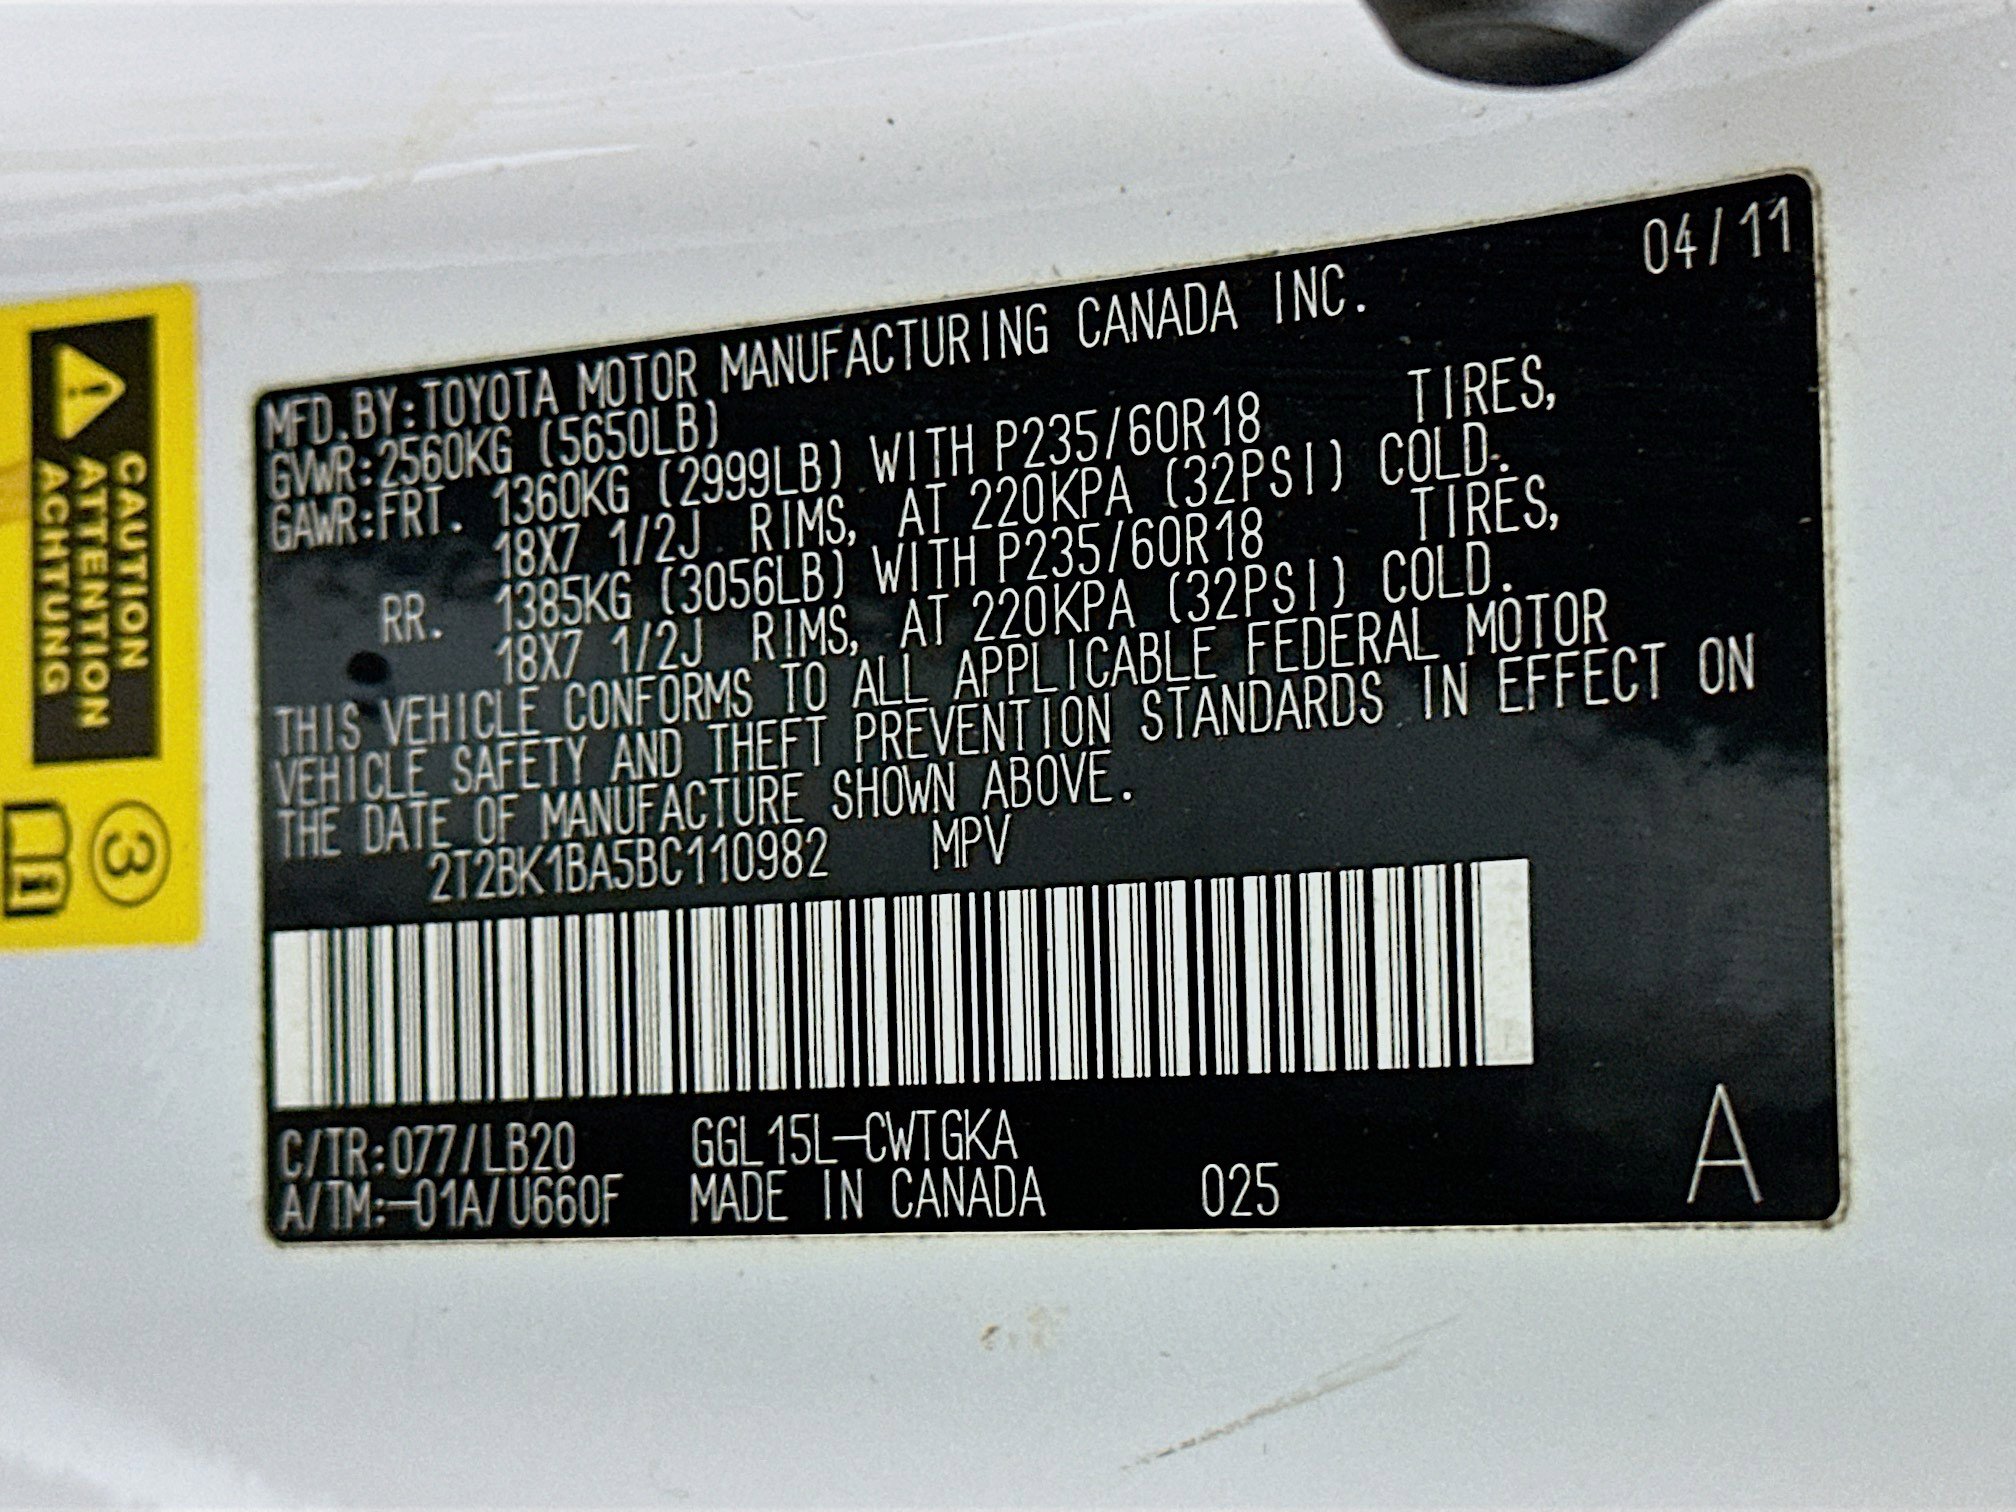 04/11
MFD.BY:TOYOTA MOTOR MANUFACTURING CANADA INC.
GVWR:2560KG (5650LB)
GAWR:FRT. 1360KG (2999LB) WITH P235/60R18 TIRES,
18X7 1/2J RIMS, AT 220KPA (32PSI) COLD.
RR. 1385KG (3056LB) WITH P235/60R18 TIRES,
18X7 1/2J RIMS, AT 220KPA (32PSI) COLD.
THIS VEHICLE CONFORMS TO ALL APPLICABLE FEDERAL MOTOR
VEHICLE SAFETY AND THEFT PREVENTION STANDARDS IN EFFECT ON
THE DATE OF MANUFACTURE SHOWN ABOVE.
2T2BK1BA5BC110982 MPV
C/TR:077/LB20 GGL15L-CWTGKA
A/TM:-01A/U660F MADE IN CANADA 025 A
CAUTION
ATTENTION
ACHTUNG
3